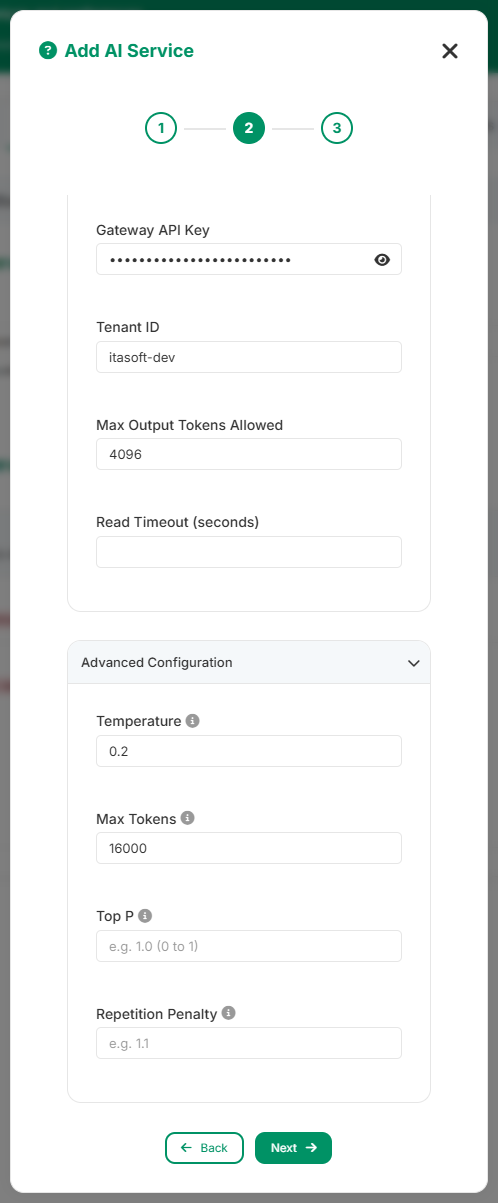 Add AI Service
1
2
3
Gateway API Key
•••••••••••••••••••••••••
Tenant ID
itasoft-dev
Max Output Tokens Allowed
4096
Read Timeout (seconds)
Advanced Configuration
Temperature
0.2
Max Tokens
16000
Top P
e.g. 1.0 (0 to 1)
Repetition Penalty
e.g. 1.1
Back
Next